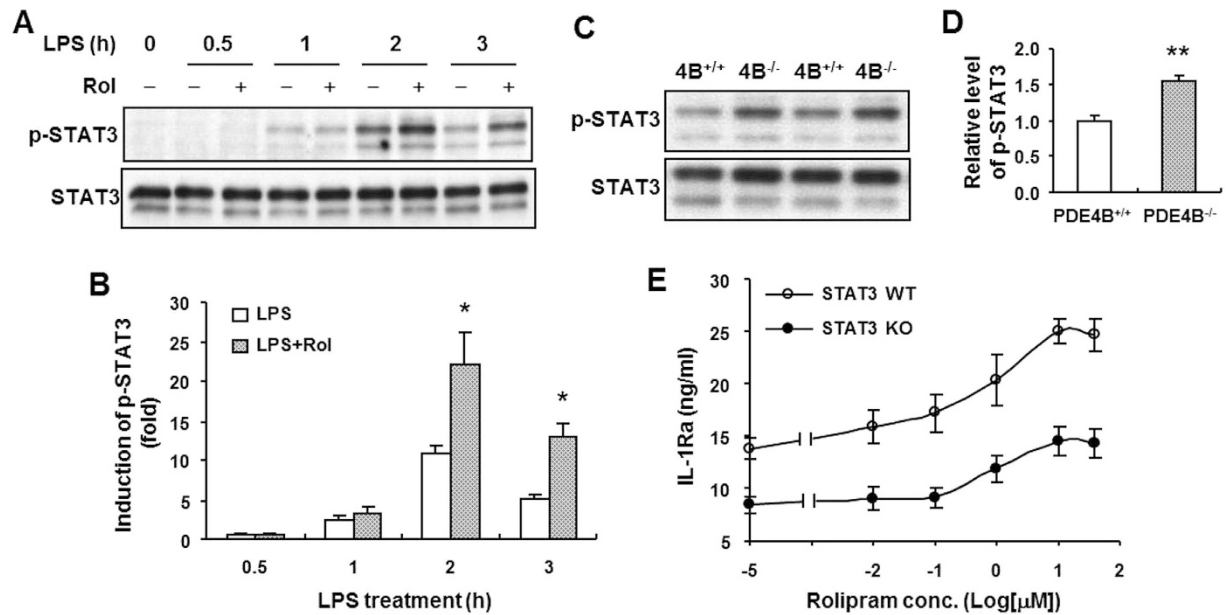 A
LPS (h) 0 0.5 1 2 3
Rol – – + – + – + – +
p-STAT3
STAT3
B
Induction of p-STAT3
(fold)
30
25
20
15
10
5
0
LPS
LPS+Rol
* *
0.5 1 2 3
LPS treatment (h)
C
4B+/+ 4B-/- 4B+/+ 4B-/-
p-STAT3
STAT3
D
Relative level
of p-STAT3
2.0
1.5
1.0
0.5
0.0
**
PDE4B+/+ PDE4B-/-
E
IL-1Ra (ng/ml)
30
25
20
15
10
5
STAT3 WT
STAT3 KO
-5 -2 -1 0 1 2
Rolipram conc. (Log[μM])